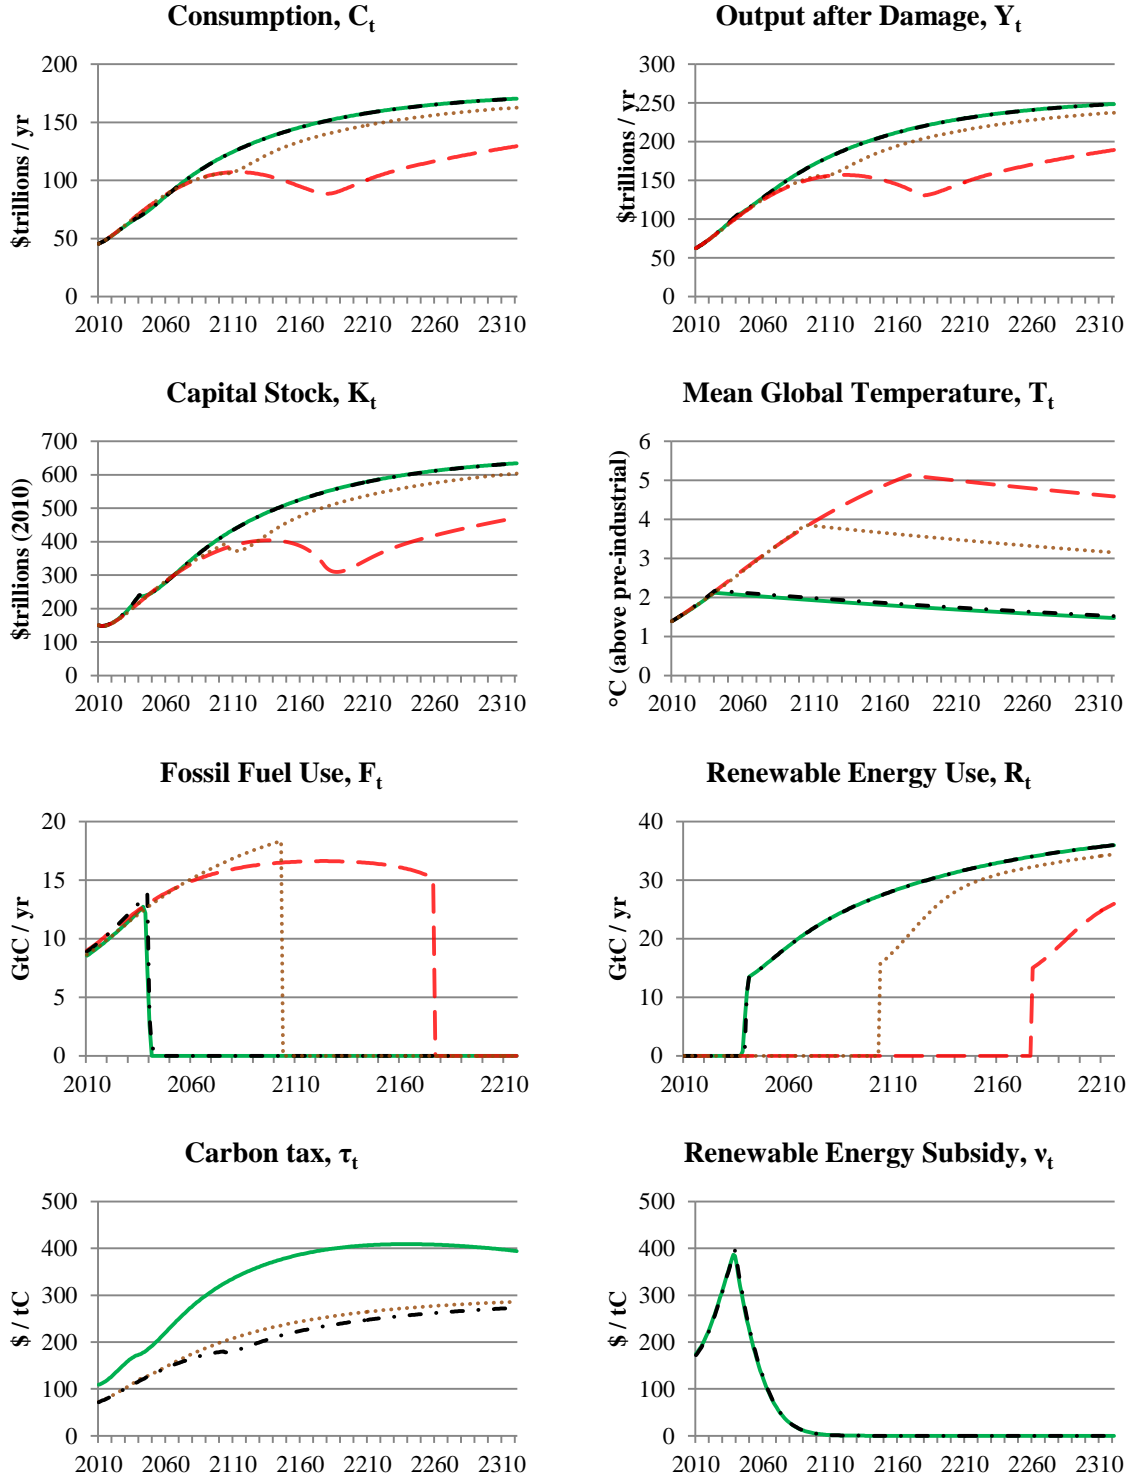 Consumption, Cₜ
$trillions / yr
200
150
100
50
0
2010 2060 2110 2160 2210 2260 2310
Output after Damage, Yₜ
$trillions / yr
300
250
200
150
100
50
0
2010 2060 2110 2160 2210 2260 2310
Capital Stock, Kₜ
$trillions (2010)
700
600
500
400
300
200
100
0
2010 2060 2110 2160 2210 2260 2310
Mean Global Temperature, Tₜ
°C (above pre-industrial)
6
5
4
3
2
1
0
2010 2060 2110 2160 2210 2260 2310
Fossil Fuel Use, Fₜ
GtC / yr
20
15
10
5
0
2010 2060 2110 2160 2210
Renewable Energy Use, Rₜ
GtC / yr
40
30
20
10
0
2010 2060 2110 2160 2210
Carbon tax, τₜ
$ / tC
500
400
300
200
100
0
2010 2060 2110 2160 2210 2260 2310
Renewable Energy Subsidy, νₜ
$ / tC
500
400
300
200
100
0
2010 2060 2110 2160 2210 2260 2310